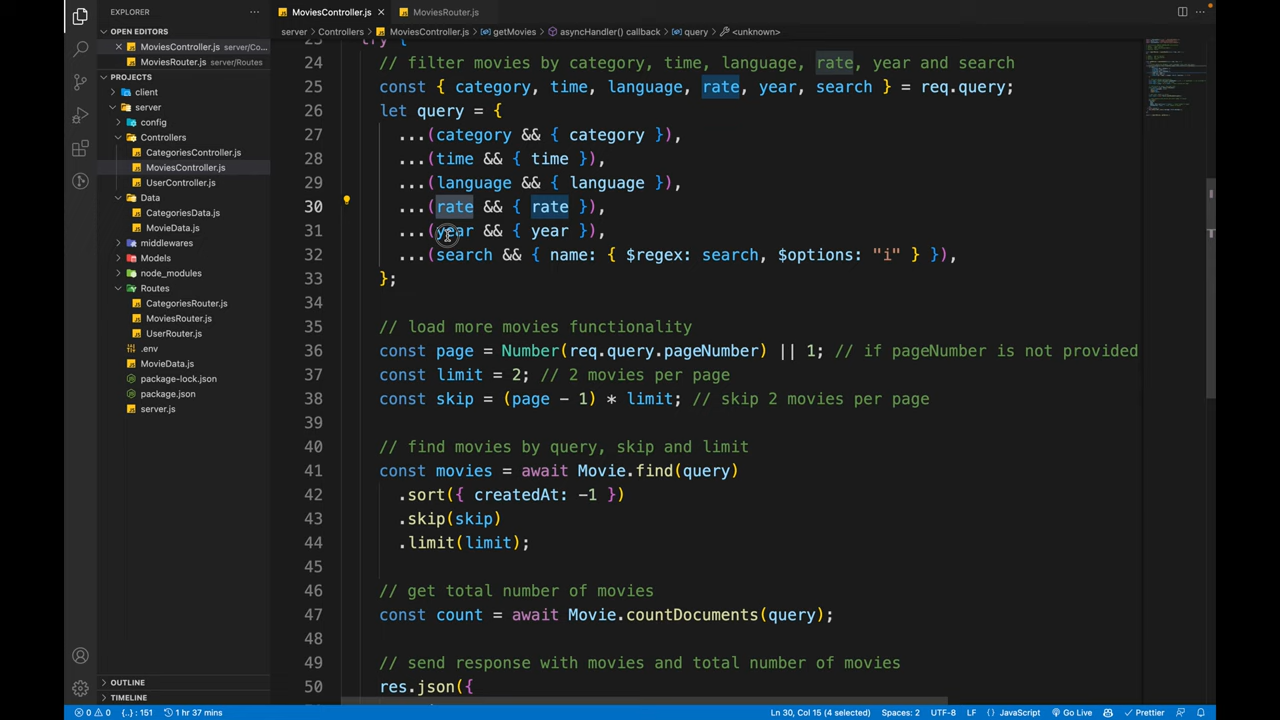 EXPLORER
MoviesController.js
MoviesRouter.js
OPEN EDITORS
MoviesController.js server/Co...
MoviesRouter.js server/Routes
PROJECTS
client
server
config
Controllers
CategoriesController.js
MoviesController.js
UserController.js
Data
CategoriesData.js
MovieData.js
middlewares
Models
node_modules
Routes
CategoriesRouter.js
MoviesRouter.js
UserRouter.js
.env
MovieData.js
package-lock.json
package.json
server.js
OUTLINE
TIMELINE
server > Controllers > MoviesController.js > getMovies > asyncHandler() callback > query > <unknown>
23 try {
24 // filter movies by category, time, language, rate, year and search
25 const { category, time, language, rate, year, search } = req.query;
26 let query = {
27 ...(category && { category }),
28 ...(time && { time }),
29 ...(language && { language }),
30 ...(rate && { rate }),
31 ...(year && { year }),
32 ...(search && { name: { $regex: search, $options: "i" } }),
33 };
34
35 // load more movies functionality
36 const page = Number(req.query.pageNumber) || 1; // if pageNumber is not provided
37 const limit = 2; // 2 movies per page
38 const skip = (page - 1) * limit; // skip 2 movies per page
39
40 // find movies by query, skip and limit
41 const movies = await Movie.find(query)
42 .sort({ createdAt: -1 })
43 .skip(skip)
44 .limit(limit);
45
46 // get total number of movies
47 const count = await Movie.countDocuments(query);
48
49 // send response with movies and total number of movies
50 res.json({
0 0 {..}: 151 1 hr 37 mins Ln 30, Col 15 (4 selected) Spaces: 2 UTF-8 LF JavaScript Go Live Prettier